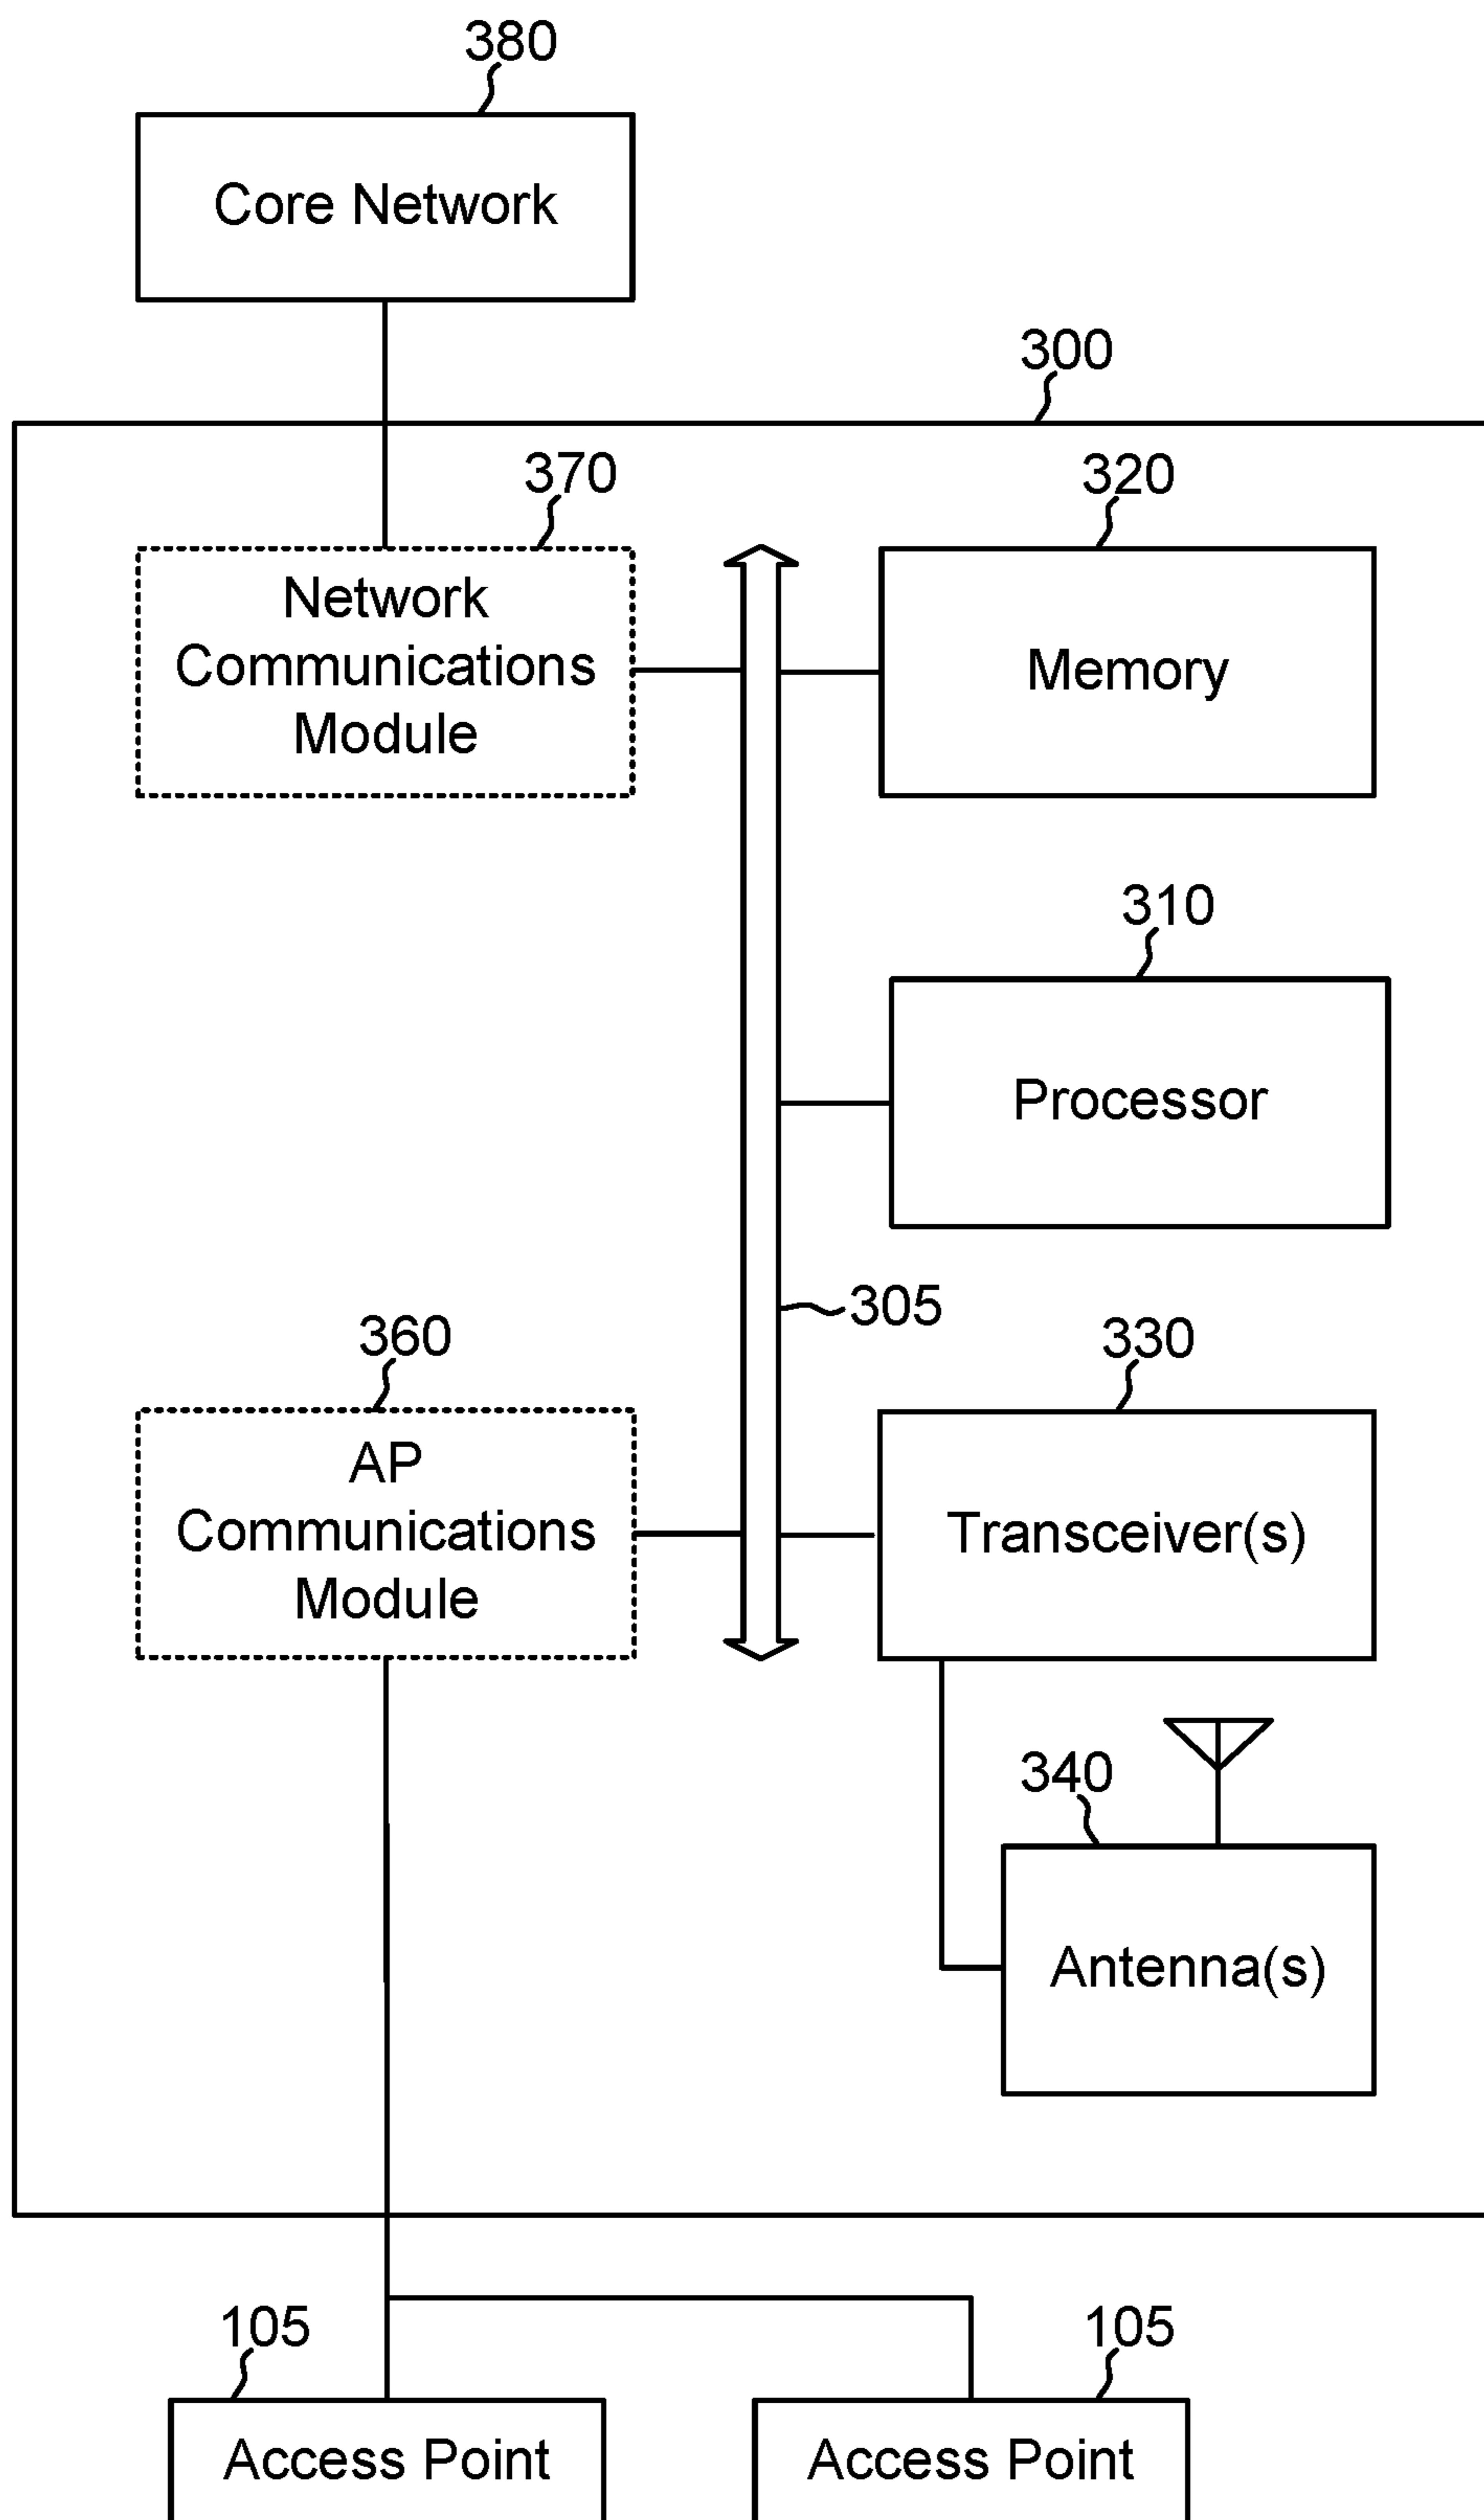 380
Core Network
300
370
320
Network
Communications
Module
Memory
310
Processor
305
360
330
AP
Communications
Module
Transceiver(s)
340
Antenna(s)
105
105
Access Point
Access Point